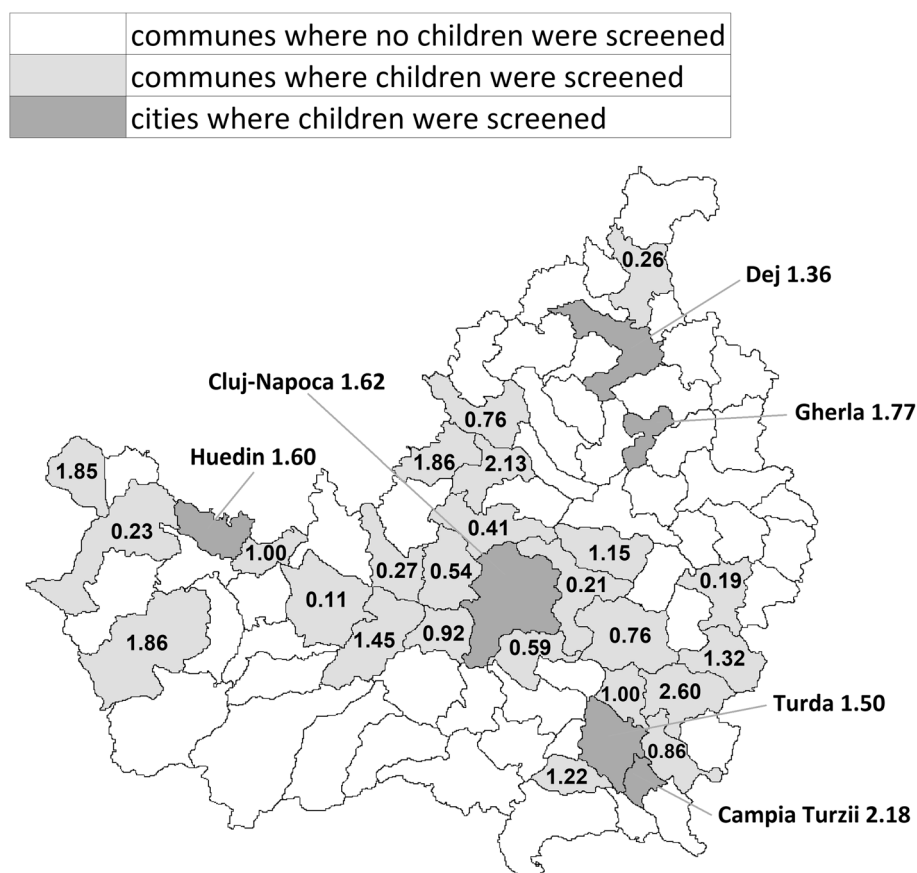 communes where no children were screened
communes where children were screened
cities where children were screened
0.26
Dej 1.36
Cluj-Napoca 1.62
Gherla 1.77
0.76
Huedin 1.60
1.86
2.13
1.85
0.23
0.41
1.00
1.15
0.27
0.54
0.21
0.19
0.11
1.45
0.92
0.59
0.76
1.86
1.32
1.00
2.60
Turda 1.50
0.86
1.22
Campia Turzii 2.18